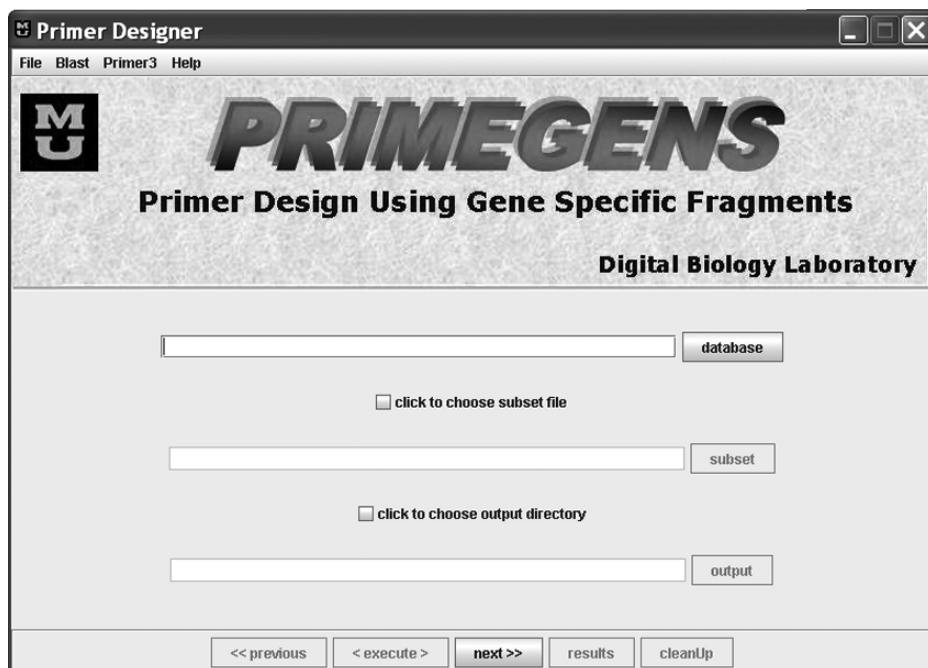 MU Primer Designer
File Blast Primer3 Help
MU
PRIMEGENS
Primer Design Using Gene Specific Fragments
Digital Biology Laboratory
database
click to choose subset file
subset
click to choose output directory
output
<< previous < execute > next >> results cleanUp